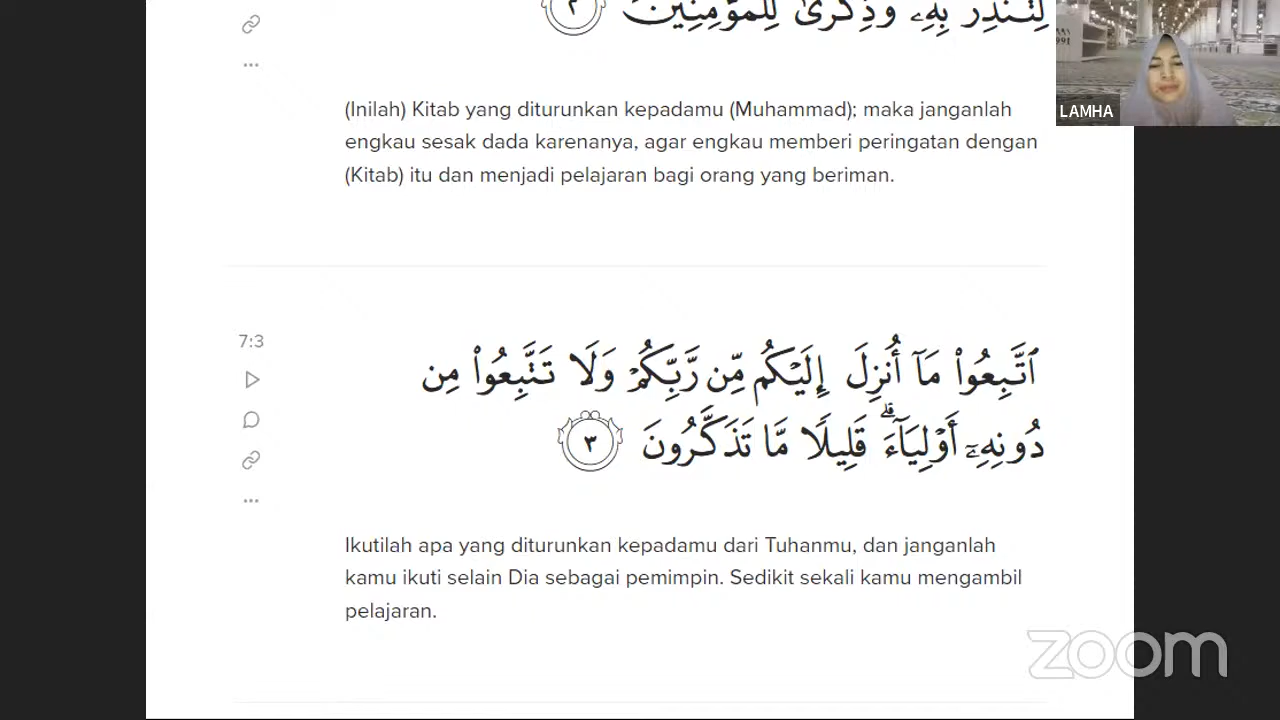 لِتُنذِرَ بِهِۦ وَذِكْرَىٰ لِلْمُؤْمِنِينَ ٢
(Inilah) Kitab yang diturunkan kepadamu (Muhammad); maka janganlah
engkau sesak dada karenanya, agar engkau memberi peringatan dengan
(Kitab) itu dan menjadi pelajaran bagi orang yang beriman.
LAMHA
7:3
ٱتَّبِعُوا۟ مَآ أُنزِلَ إِلَيْكُم مِّن رَّبِّكُمْ وَلَا تَتَّبِعُوا۟ مِن
دُونِهِۦٓ أَوْلِيَآءَ ۗ قَلِيلًا مَّا تَذَكَّرُونَ ٣
Ikutilah apa yang diturunkan kepadamu dari Tuhanmu, dan janganlah
kamu ikuti selain Dia sebagai pemimpin. Sedikit sekali kamu mengambil
pelajaran.
zoom